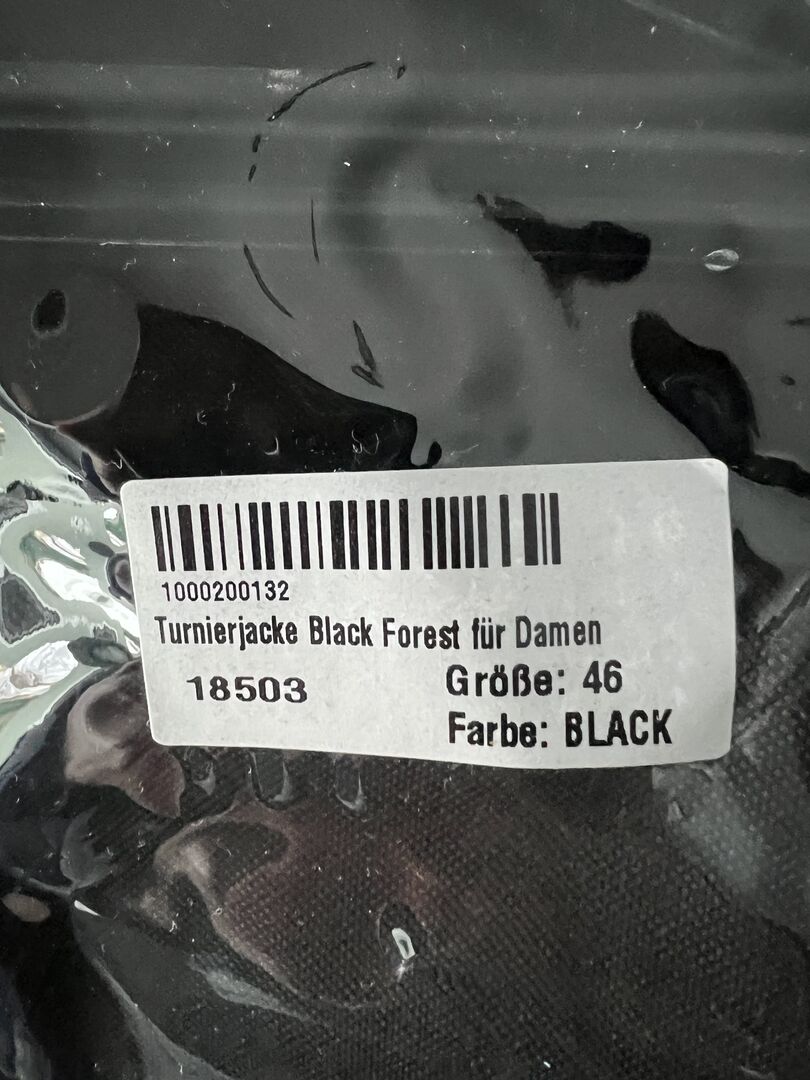 1000200132
Turnierjacke Black Forest für Damen
18503
Größe: 46
Farbe: BLACK